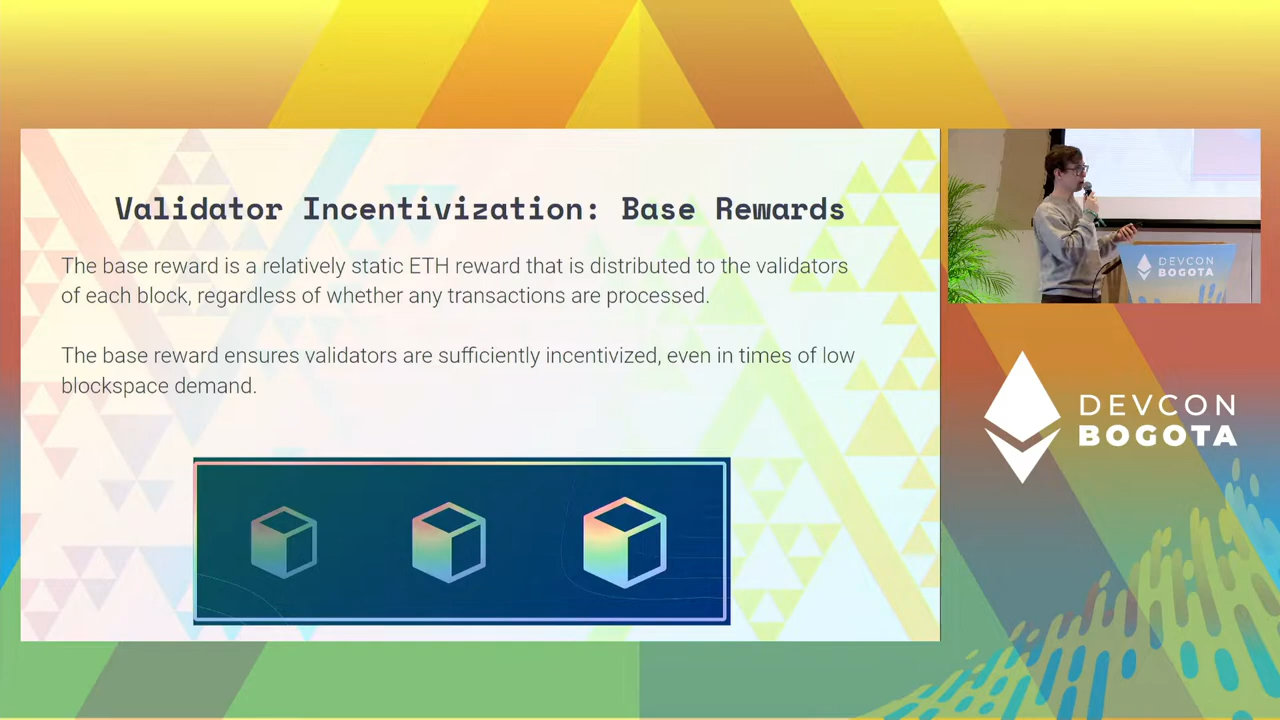 Validator Incentivization: Base Rewards
The base reward is a relatively static ETH reward that is distributed to the validators
of each block, regardless of whether any transactions are processed.
The base reward ensures validators are sufficiently incentivized, even in times of low
blockspace demand.
DEVCON
BOGOTA
DEVCON
BOGOTA